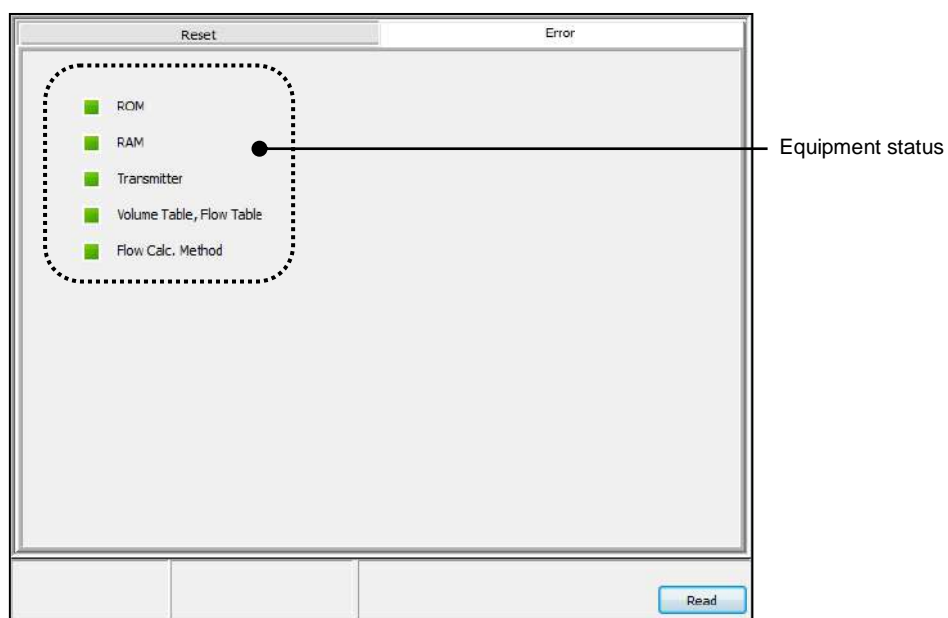 Reset Error
ROM
RAM
Equipment status
Transmitter
Volume Table, Flow Table
Flow Calc. Method
Read